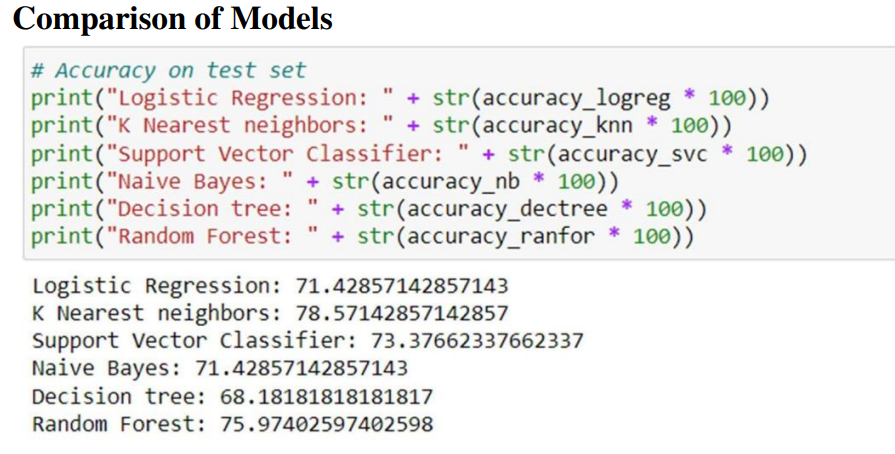 Comparison of Models
# Accuracy on test set
print("Logistic Regression: " + str(accuracy_logreg * 100))
print("K Nearest neighbors: " + str(accuracy_knn * 100))
print("Support Vector Classifier: " + str(accuracy_svc * 100))
print("Naive Bayes: " + str(accuracy_nb * 100))
print("Decision tree: " + str(accuracy_dectree * 100))
print("Random Forest: " + str(accuracy_ranfor * 100))
Logistic Regression: 71.42857142857143
K Nearest neighbors: 78.57142857142857
Support Vector Classifier: 73.37662337662337
Naive Bayes: 71.42857142857143
Decision tree: 68.18181818181817
Random Forest: 75.97402597402598